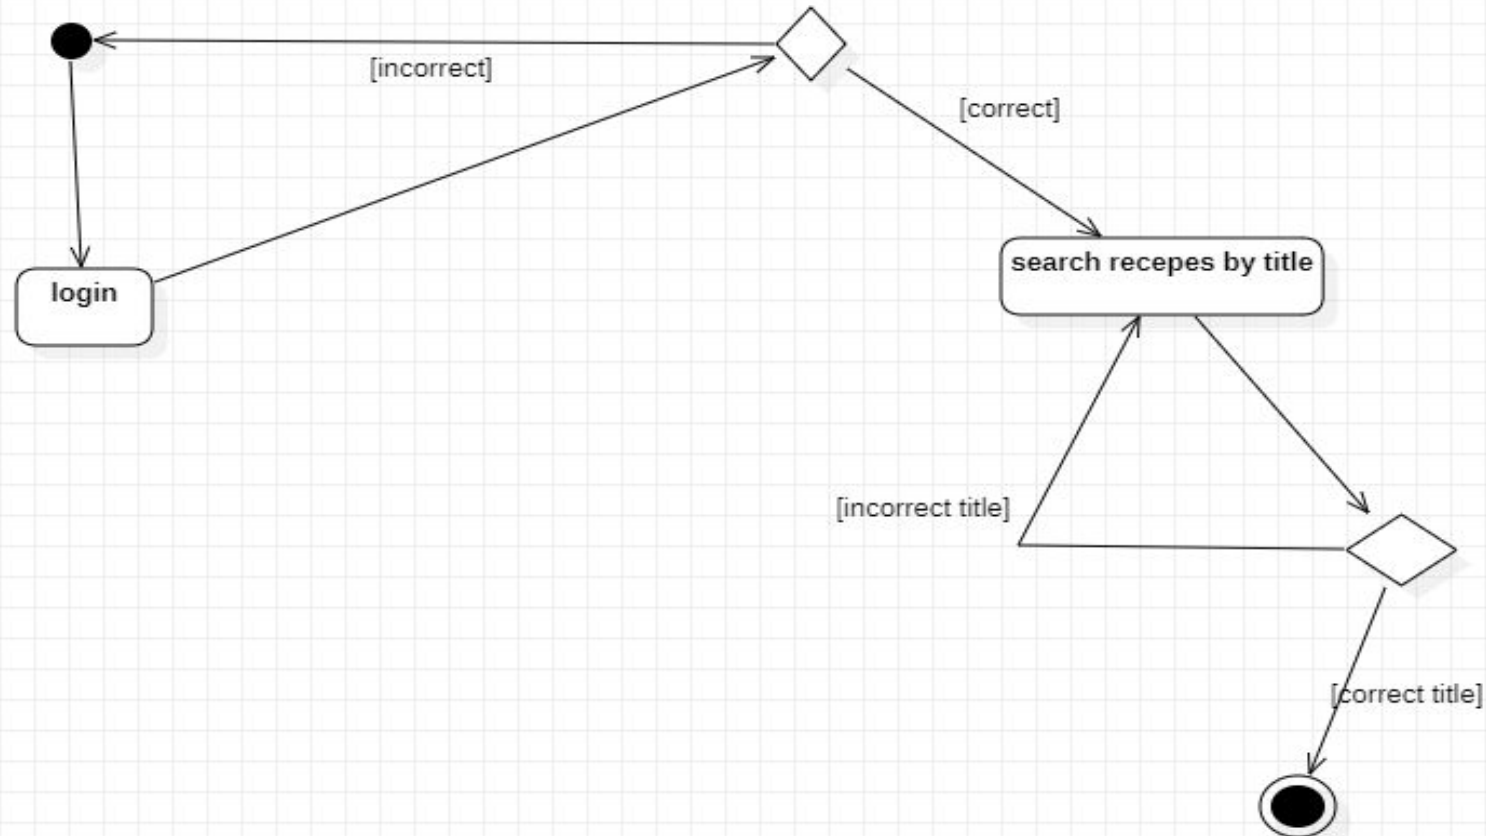 [incorrect]
[correct]
search recepes by title
login
[incorrect title]
[correct title]